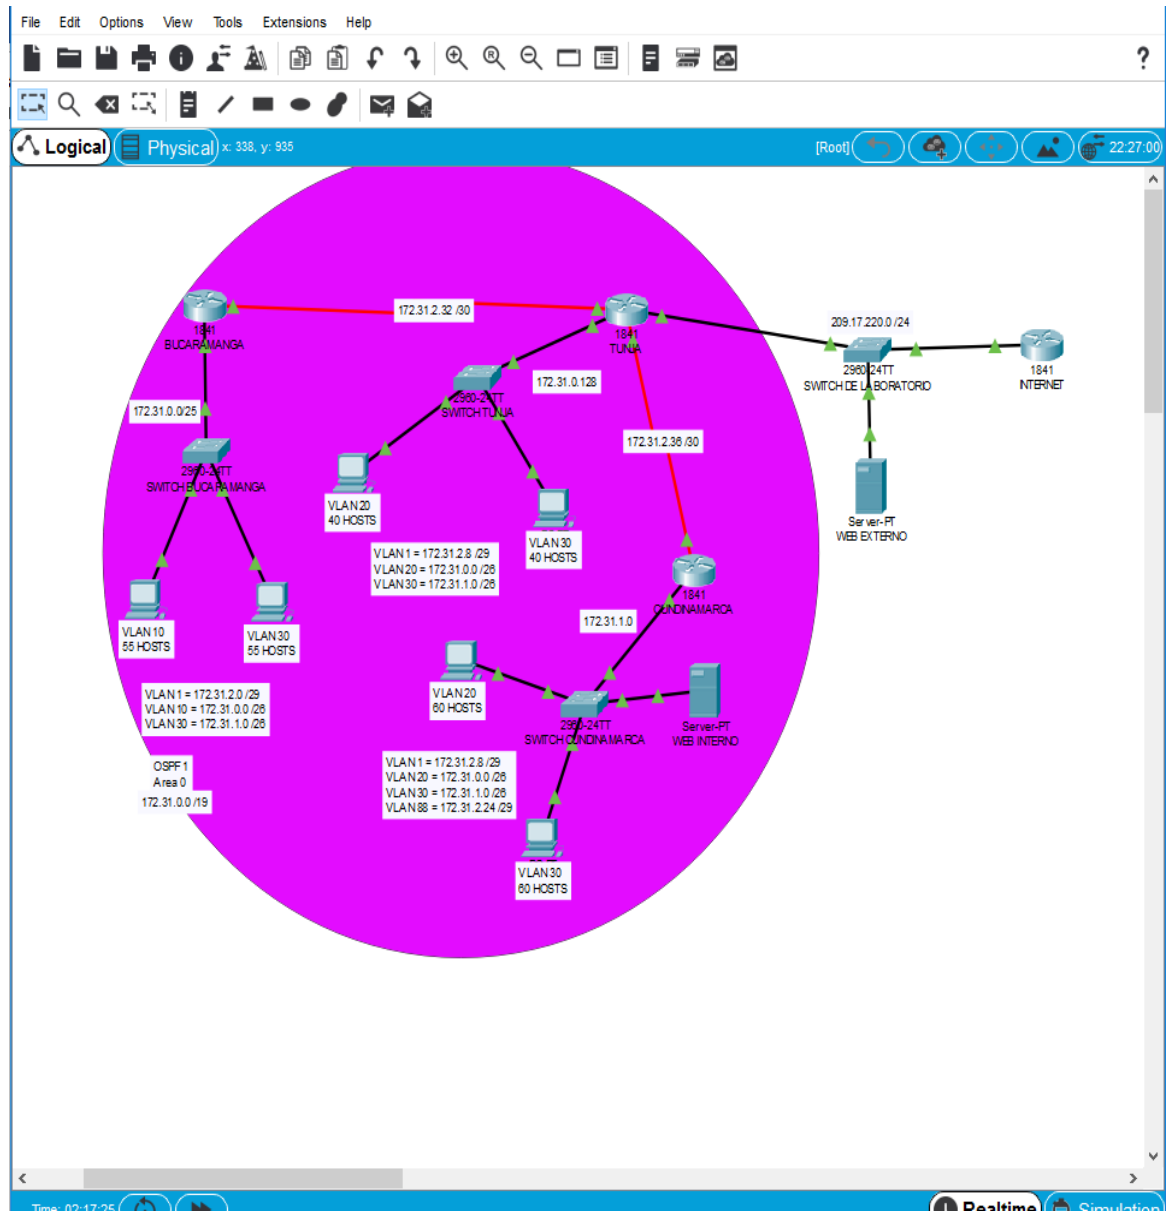 File Edit Options View Tools Extensions Help
Logical Physical x: 338, y: 935 [Root] 22:27:00
172.31.2.32 /30
1841
BUCARAMANGA
1841
TUNJA
209.17.220.0 /24
2960-24TT
SWITCH DE LABORATORIO
1841
INTERNET
172.31.0.128
2960-24TT
SWITCH TUNJA
172.31.0.0/25
172.31.2.36 /30
2960-24TT
SWITCH BUCARAMANGA
VLAN 20
40 HOSTS
VLAN 30
40 HOSTS
Server-PT
WEB EXTERNO
VLAN 1 = 172.31.2.8 /29
VLAN 20 = 172.31.0.0 /26
VLAN 30 = 172.31.1.0 /26
1841
CUNDINAMARCA
172.31.1.0
VLAN 10
55 HOSTS
VLAN 30
55 HOSTS
VLAN 1 = 172.31.2.0 /29
VLAN 10 = 172.31.0.0 /26
VLAN 30 = 172.31.1.0 /26
VLAN 20
60 HOSTS
2960-24TT
SWITCH CUNDINAMARCA
Server-PT
WEB INTERNO
OSPF 1
Area 0
172.31.0.0 /19
VLAN 1 = 172.31.2.8 /29
VLAN 20 = 172.31.0.0 /26
VLAN 30 = 172.31.1.0 /26
VLAN 88 = 172.31.2.24 /29
VLAN 30
60 HOSTS
Time: 02:17:25 Realtime Simulation